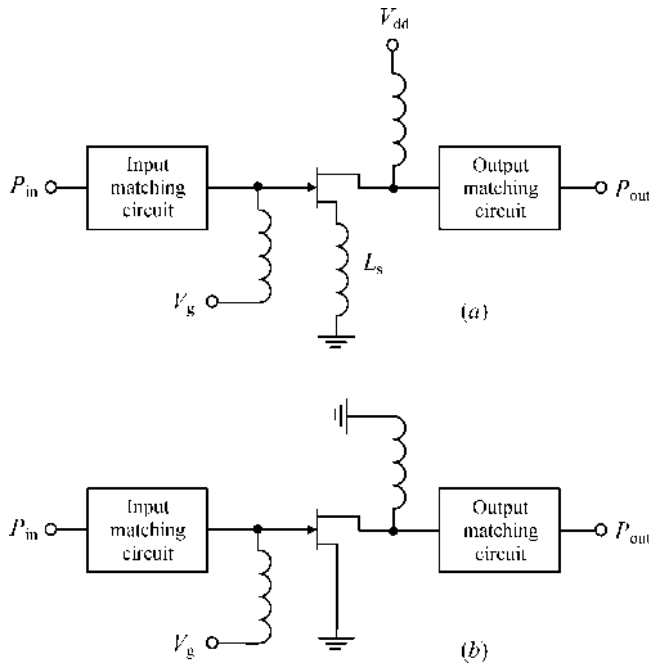 V_dd
P_in
Input
matching
circuit
Output
matching
circuit
P_out
L_s
V_g
(a)
P_in
Input
matching
circuit
Output
matching
circuit
P_out
V_g
(b)